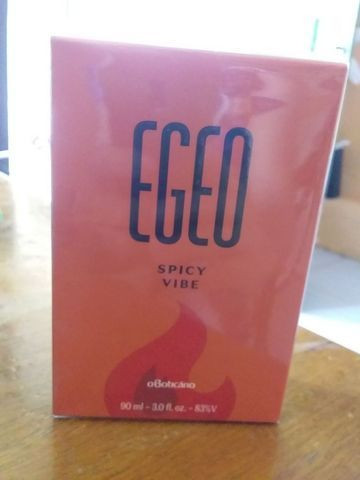 EGEO
SPICY
VIBE
oBoticário
90 ml - 3.0 fl. oz. - 83%V